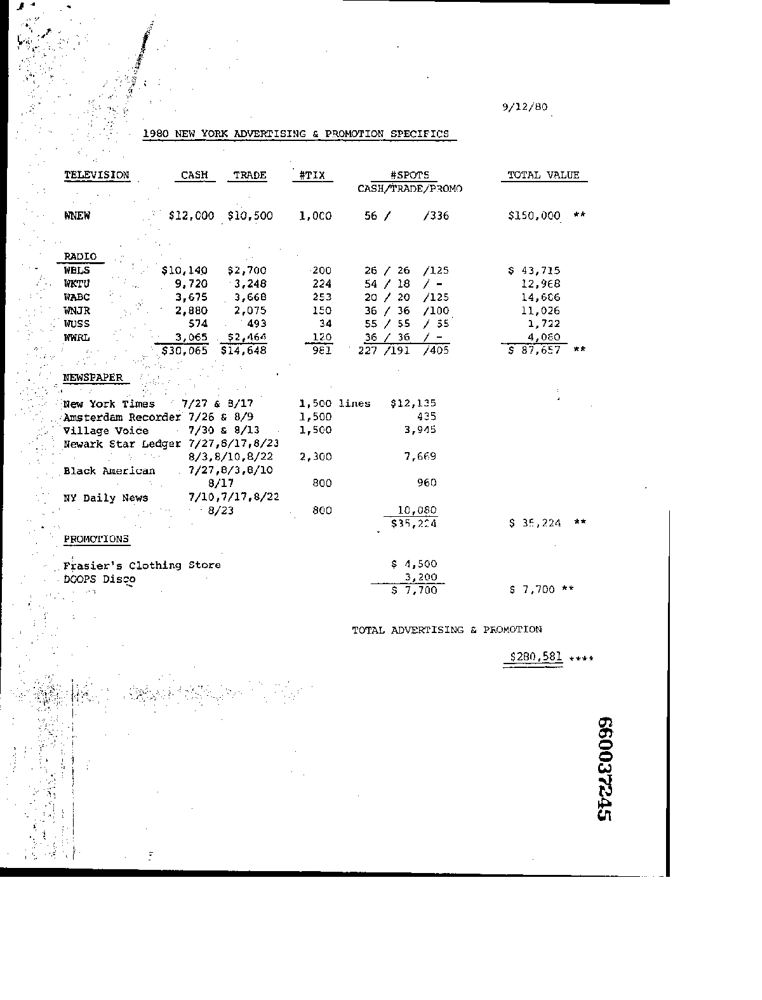 9/12/80
1980 NEW YORK ADVERTISING & PROMOTION SPECIFICS
TELEVISION CASH TRADE #TIX #SPOTS TOTAL VALUE
CASH/TRADE/PROMO
WNEW $12,000 $10,500 1,000 56 / /336 $150,000 **
RADIO
WBLS $10,140 $2,700 200 26 / 26 /125 $ 43,715
WKTU 9,720 3,248 224 54 / 18 / - 12,968
WABC 3,675 3,668 253 20 / 20 /125 14,606
WNJR 2,880 2,075 150 36 / 36 /100 11,026
WUSS 574 493 34 55 / 55 / 55 1,722
WWRL 3,065 $2,464 120 36 / 36 / - 4,080
$30,065 $14,648 981 227 /191 /405 $ 87,657 **
NEWSPAPER
New York Times 7/27 & 8/17 1,500 lines $12,135
Amsterdam Recorder 7/26 & 8/9 1,500 435
Village Voice 7/30 & 8/13 1,500 3,945
Newark Star Ledger 7/27,8/17,8/23
8/3,8/10,8/22 2,300 7,669
Black American 7/27,8/3,8/10
8/17 800 960
NY Daily News 7/10,7/17,8/22
8/23 800 10,080
$35,224 $ 35,224 **
PROMOTIONS
Frasier's Clothing Store $ 4,500
DOOPS Disco 3,200
$ 7,700 $ 7,700 **
TOTAL ADVERTISING & PROMOTION
$280,581 ****
660037245